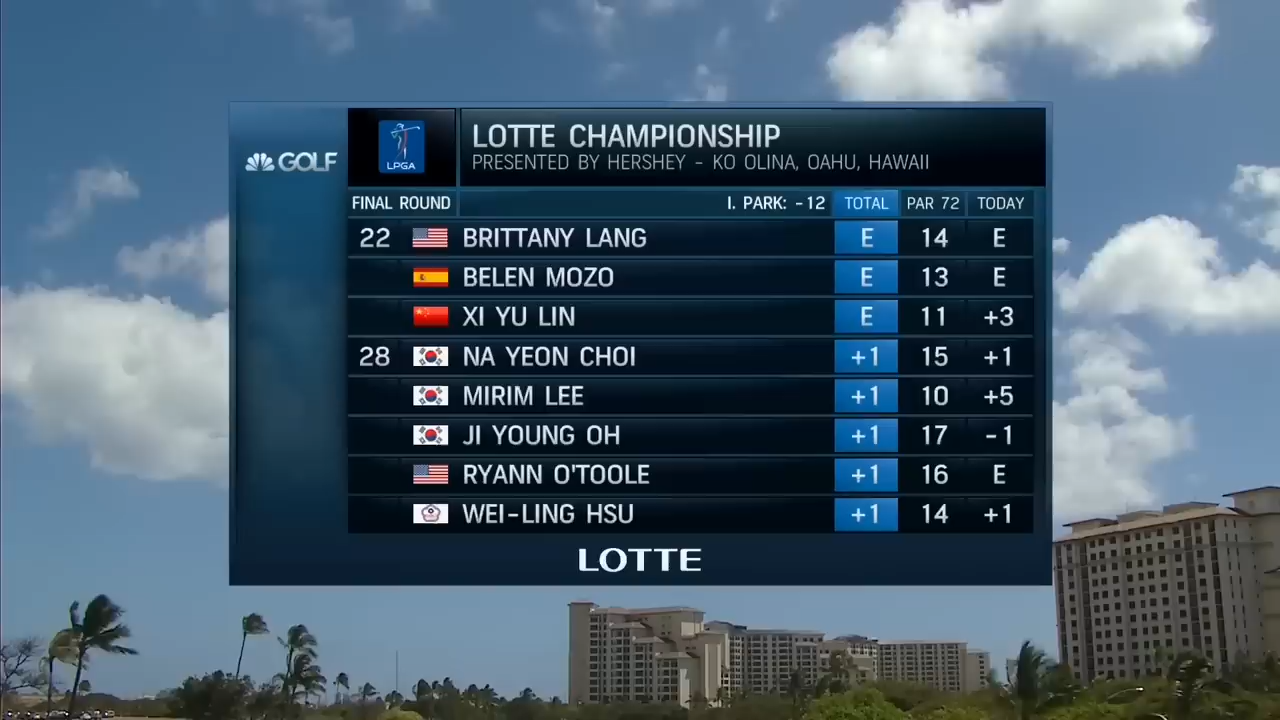 GOLF
LPGA
LOTTE CHAMPIONSHIP
PRESENTED BY HERSHEY - KO OLINA, OAHU, HAWAII
FINAL ROUND I. PARK: -12 TOTAL PAR 72 TODAY
22 BRITTANY LANG E 14 E
BELEN MOZO E 13 E
XI YU LIN E 11 +3
28 NA YEON CHOI +1 15 +1
MIRIM LEE +1 10 +5
JI YOUNG OH +1 17 -1
RYANN O'TOOLE +1 16 E
WEI-LING HSU +1 14 +1
LOTTE